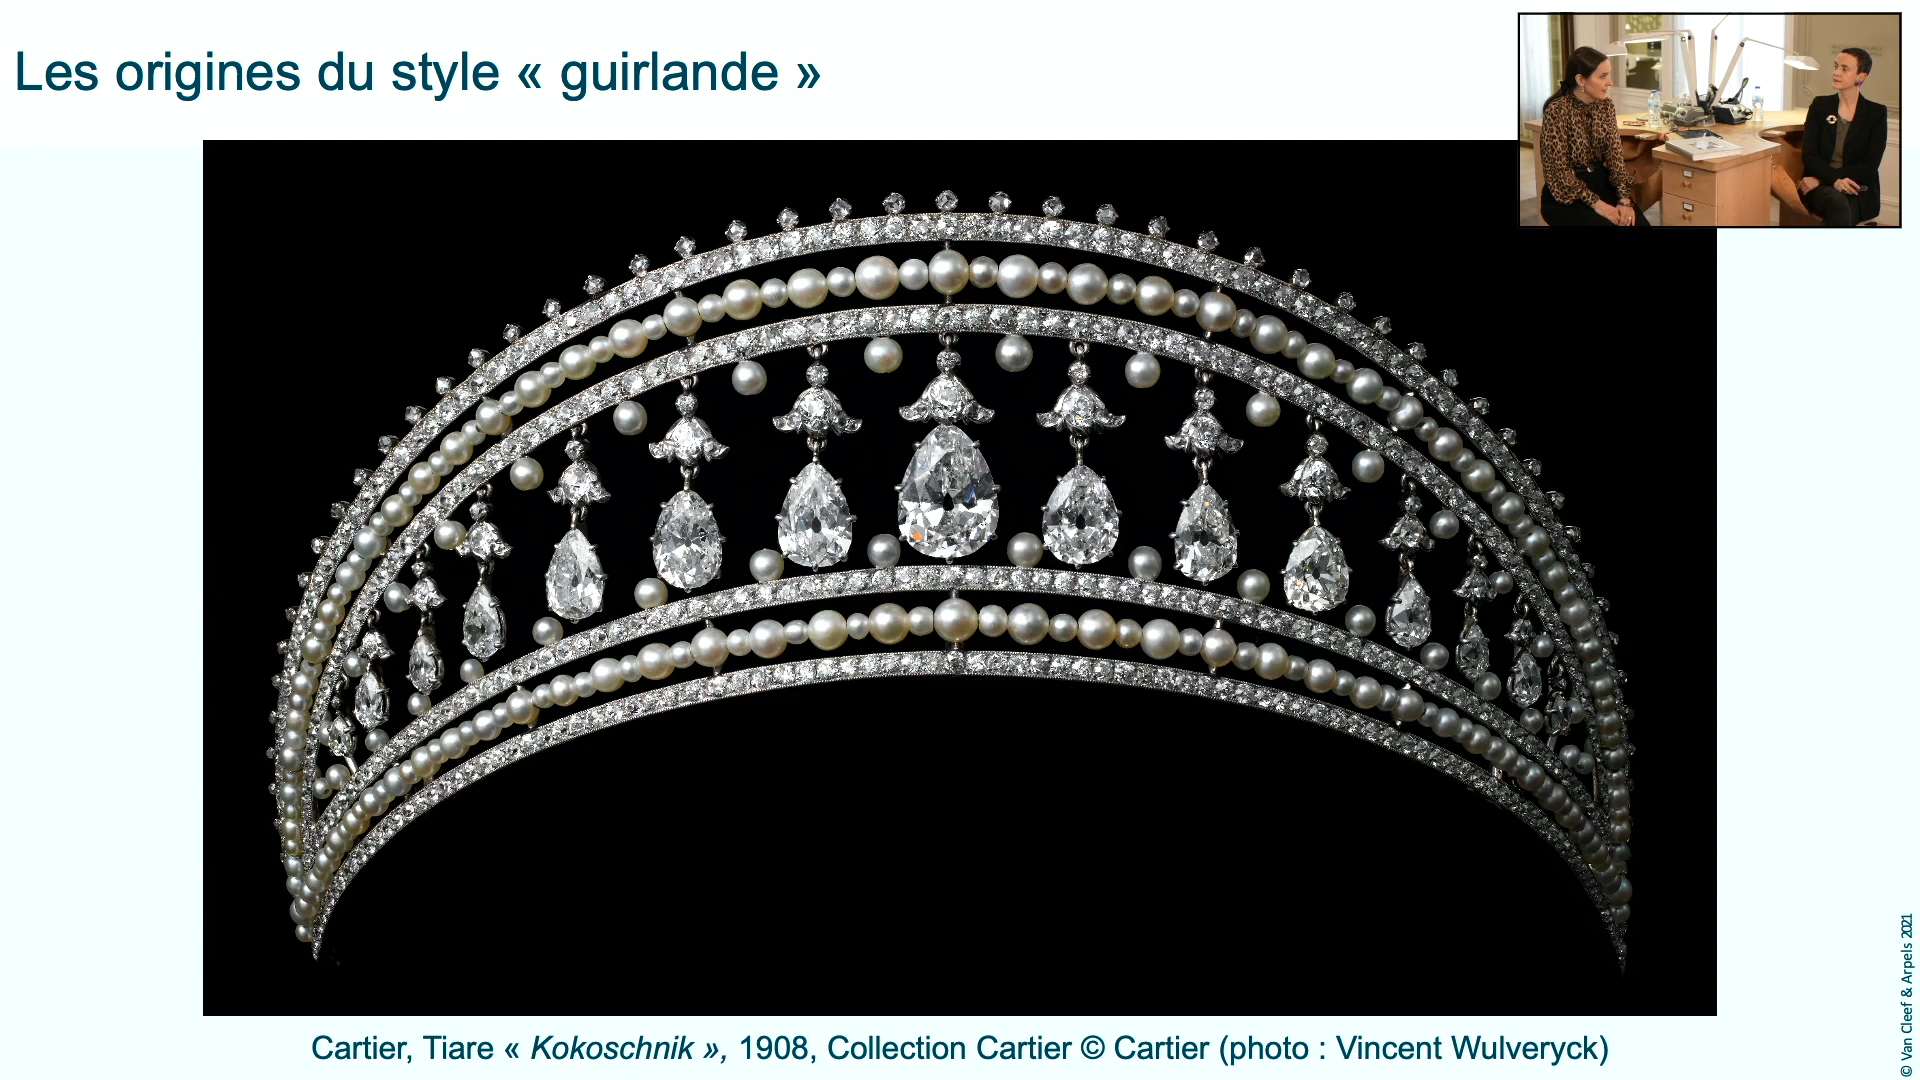 Les origines du style « guirlande »
Cartier, Tiare « Kokoschnik », 1908, Collection Cartier © Cartier (photo : Vincent Wulveryck)
© Van Cleef & Arpels 2021